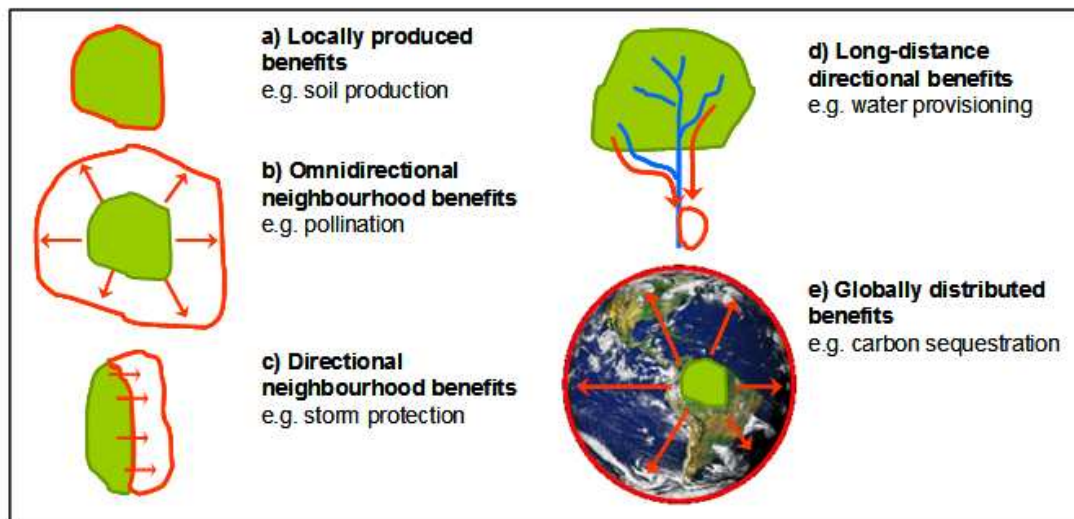 a) Locally produced
benefits
e.g. soil production
b) Omnidirectional
neighbourhood benefits
e.g. pollination
c) Directional
neighbourhood benefits
e.g. storm protection
d) Long-distance
directional benefits
e.g. water provisioning
e) Globally distributed
benefits
e.g. carbon sequestration